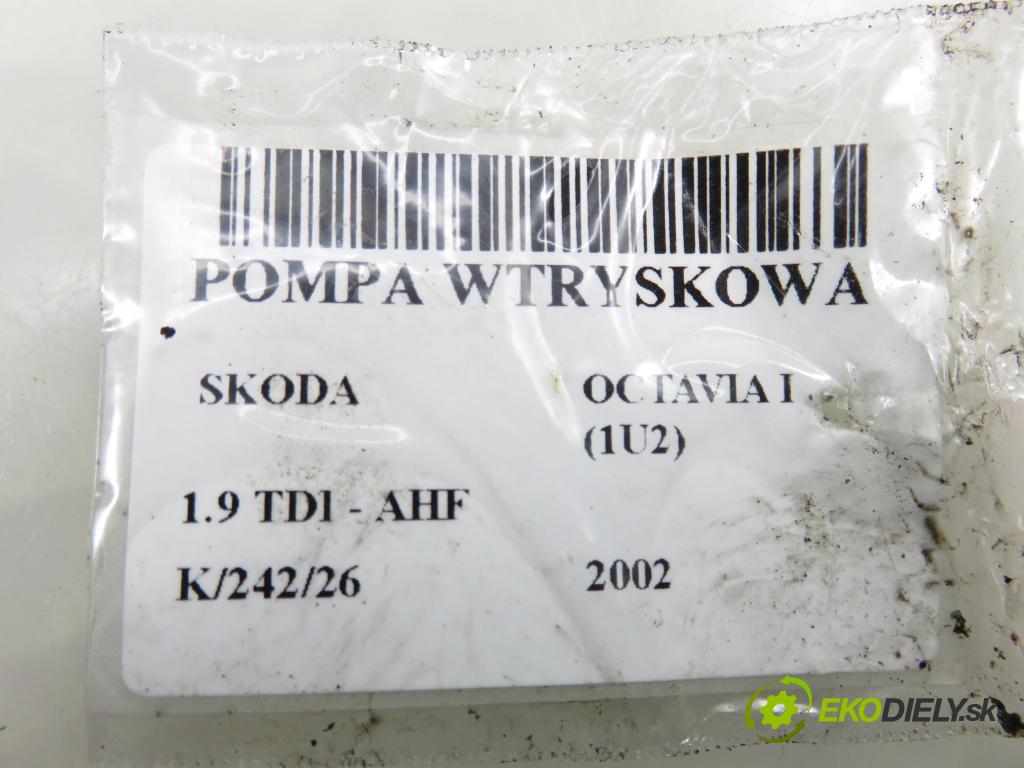 POMPA WTRYSKOWA
SKODA OCTAVIA I
(1U2)
1.9 TDI - AHF
K/242/26 2002
EKODIELY.sk